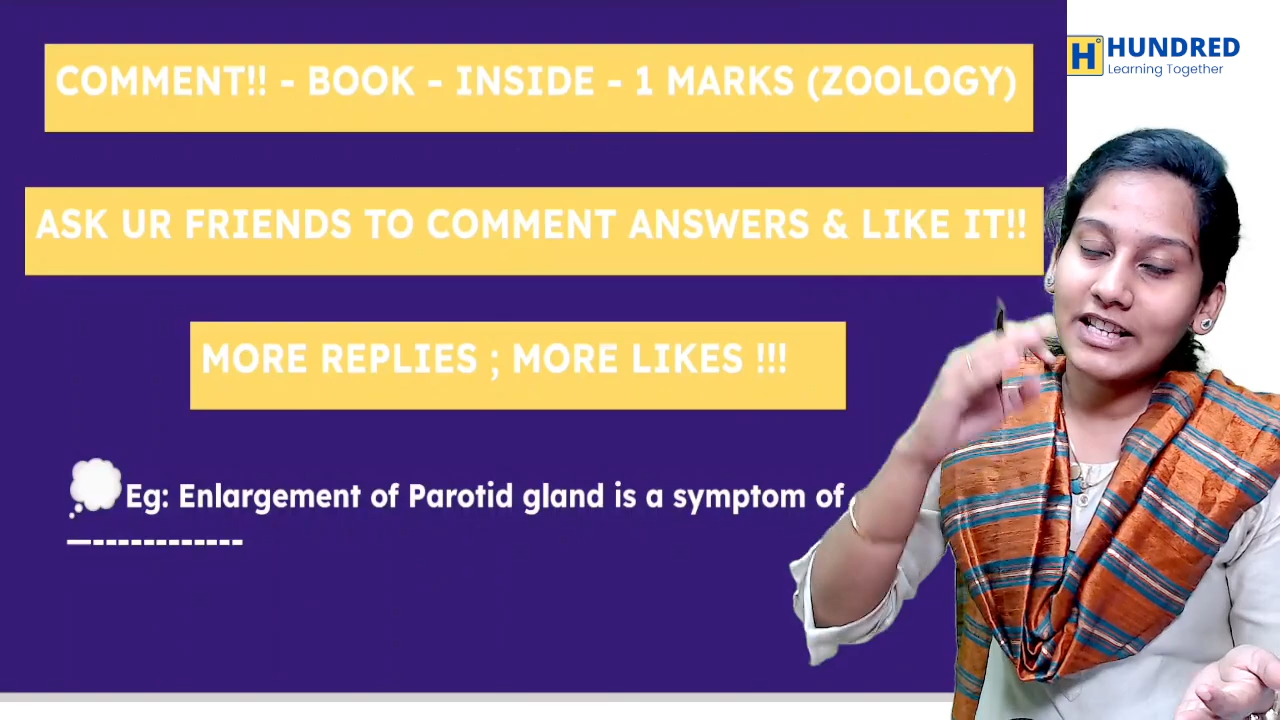 HUNDRED
Learning Together
COMMENT!! - BOOK - INSIDE - 1 MARKS (ZOOLOGY)
ASK UR FRIENDS TO COMMENT ANSWERS & LIKE IT!!
MORE REPLIES ; MORE LIKES !!!
Eg: Enlargement of Parotid gland is a symptom of
—------------